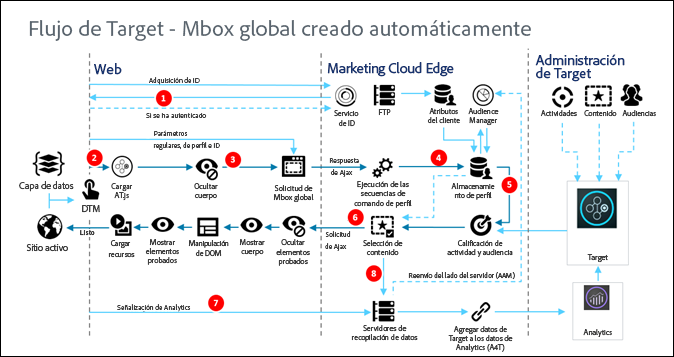 Flujo de Target - Mbox global creado automáticamente
Web
Marketing Cloud Edge
Administración
de Target
Adquisición de ID
1
Si se ha autenticado
Servicio
de ID
FTP
Atributos
del cliente
Audience
Manager
Actividades
Contenido
Audiencias
Parámetros
regulares, de perfil e ID
2
3
Respuesta
de Ajax
4
5
Capa de datos
DTM
Cargar
AT.js
Ocultar
cuerpo
Solicitud de
Mbox global
Ejecución de las
secuencias de
comando de perfil
Almacenamie
nto de perfil
Sitio activo
Listo
Cargar
recursos
Mostrar
elementos
probados
Manipulación
de DOM
Mostrar
cuerpo
Ocultar
elementos
probados
6
Solicitud
de Ajax
Selección de
contenido
Calificación de
actividad y audiencia
Target
8
Reenvío del lado del servidor (AAM)
Señalización de Analytics
7
Servidores de
recopilación de datos
Agregar datos de
Target a los datos de
Analytics (A4T)
Analytics